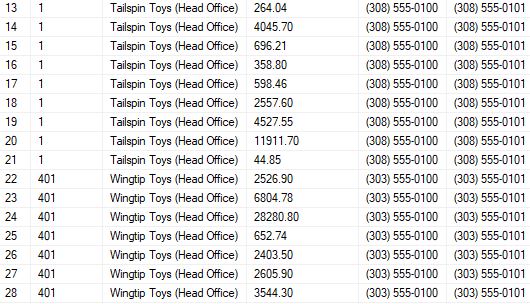 13 1 Tailspin Toys (Head Office) 264.04 (308) 555-0100 (308) 555-0101
14 1 Tailspin Toys (Head Office) 4045.70 (308) 555-0100 (308) 555-0101
15 1 Tailspin Toys (Head Office) 696.21 (308) 555-0100 (308) 555-0101
16 1 Tailspin Toys (Head Office) 358.80 (308) 555-0100 (308) 555-0101
17 1 Tailspin Toys (Head Office) 598.46 (308) 555-0100 (308) 555-0101
18 1 Tailspin Toys (Head Office) 2557.60 (308) 555-0100 (308) 555-0101
19 1 Tailspin Toys (Head Office) 4527.55 (308) 555-0100 (308) 555-0101
20 1 Tailspin Toys (Head Office) 11911.70 (308) 555-0100 (308) 555-0101
21 1 Tailspin Toys (Head Office) 44.85 (308) 555-0100 (308) 555-0101
22 401 Wingtip Toys (Head Office) 2526.90 (303) 555-0100 (303) 555-0101
23 401 Wingtip Toys (Head Office) 6804.78 (303) 555-0100 (303) 555-0101
24 401 Wingtip Toys (Head Office) 28280.80 (303) 555-0100 (303) 555-0101
25 401 Wingtip Toys (Head Office) 652.74 (303) 555-0100 (303) 555-0101
26 401 Wingtip Toys (Head Office) 2403.50 (303) 555-0100 (303) 555-0101
27 401 Wingtip Toys (Head Office) 2605.90 (303) 555-0100 (303) 555-0101
28 401 Wingtip Toys (Head Office) 3544.30 (303) 555-0100 (303) 555-0101